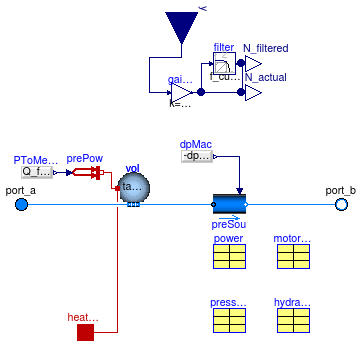 y
filter
N_filtered
f_cu...
gai...
N_actual
k=...
dpMac
-dp...
PToMe...
prePow
vol
Q_f...
ta...
port_a
port_b
preSou
power
motor...
heat...
press...
hydra...